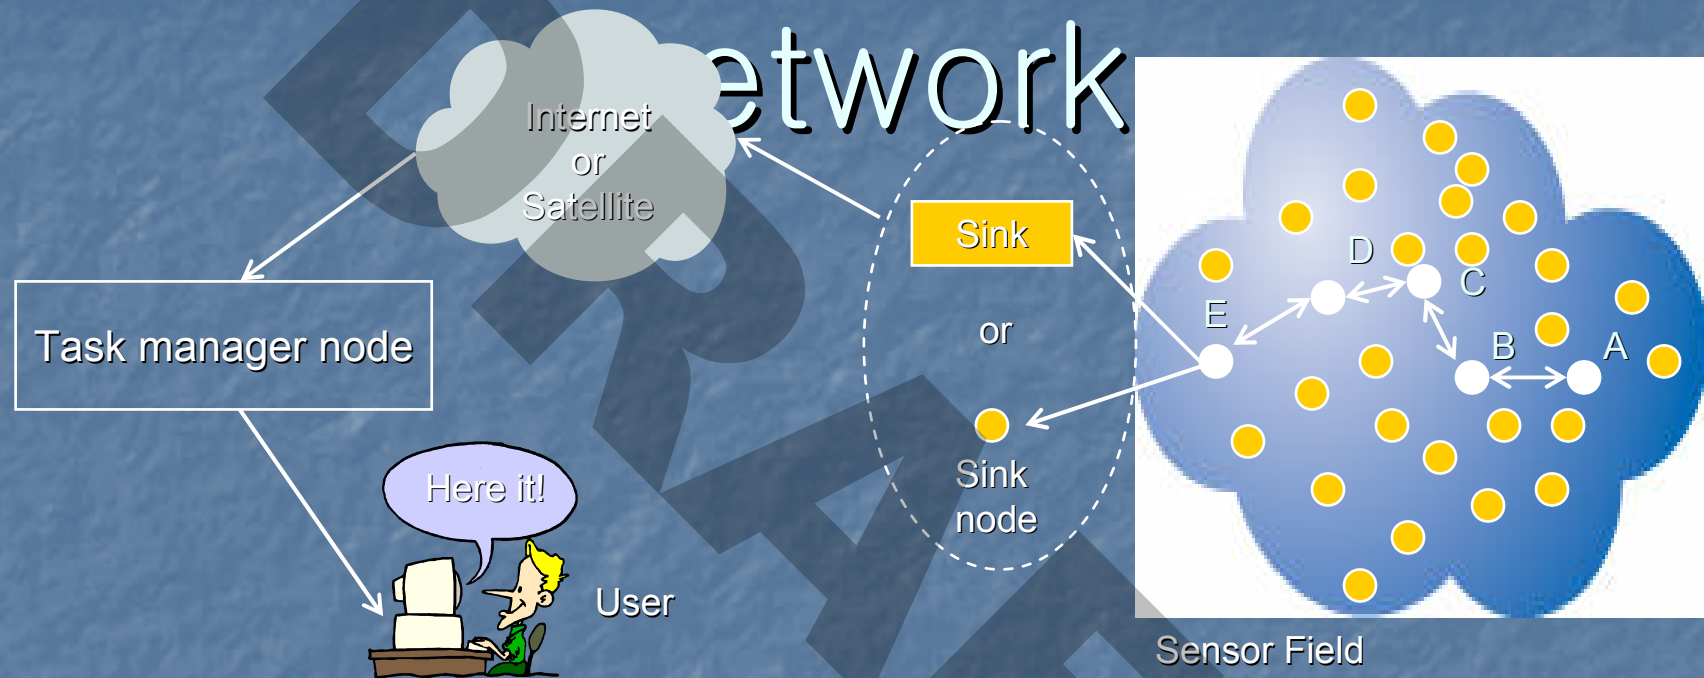 etwork
Internet
or
Satellite
Sink
D
C
E
or
B
A
Task manager node
Here it!
Sink
node
User
Sensor Field